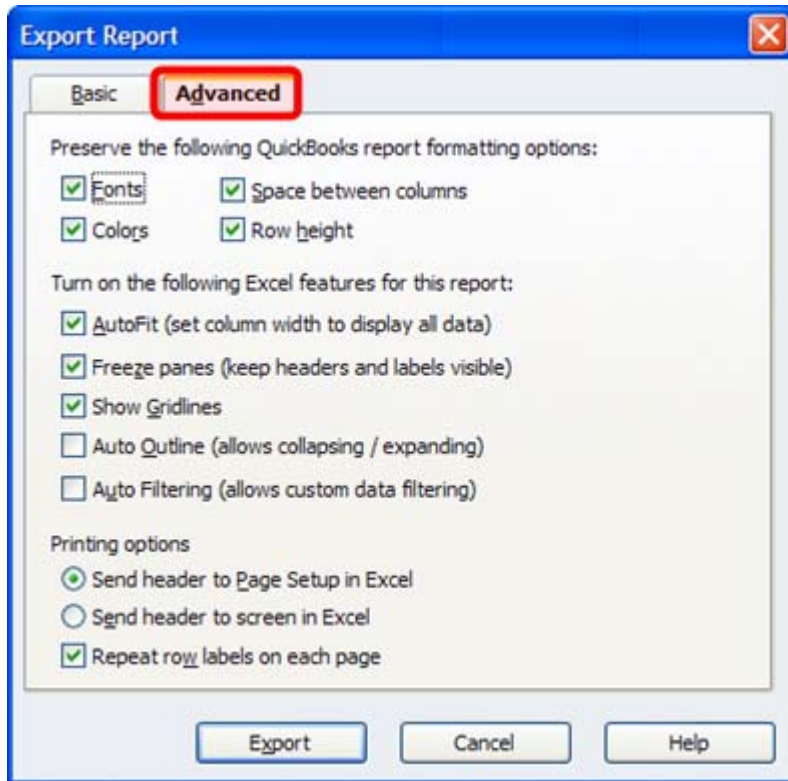 Export Report
Basic Advanced
Preserve the following QuickBooks report formatting options:
Fonts Space between columns
Colors Row height
Turn on the following Excel features for this report:
AutoFit (set column width to display all data)
Freeze panes (keep headers and labels visible)
Show Gridlines
Auto Outline (allows collapsing / expanding)
Auto Filtering (allows custom data filtering)
Printing options
Send header to Page Setup in Excel
Send header to screen in Excel
Repeat row labels on each page
Export Cancel Help